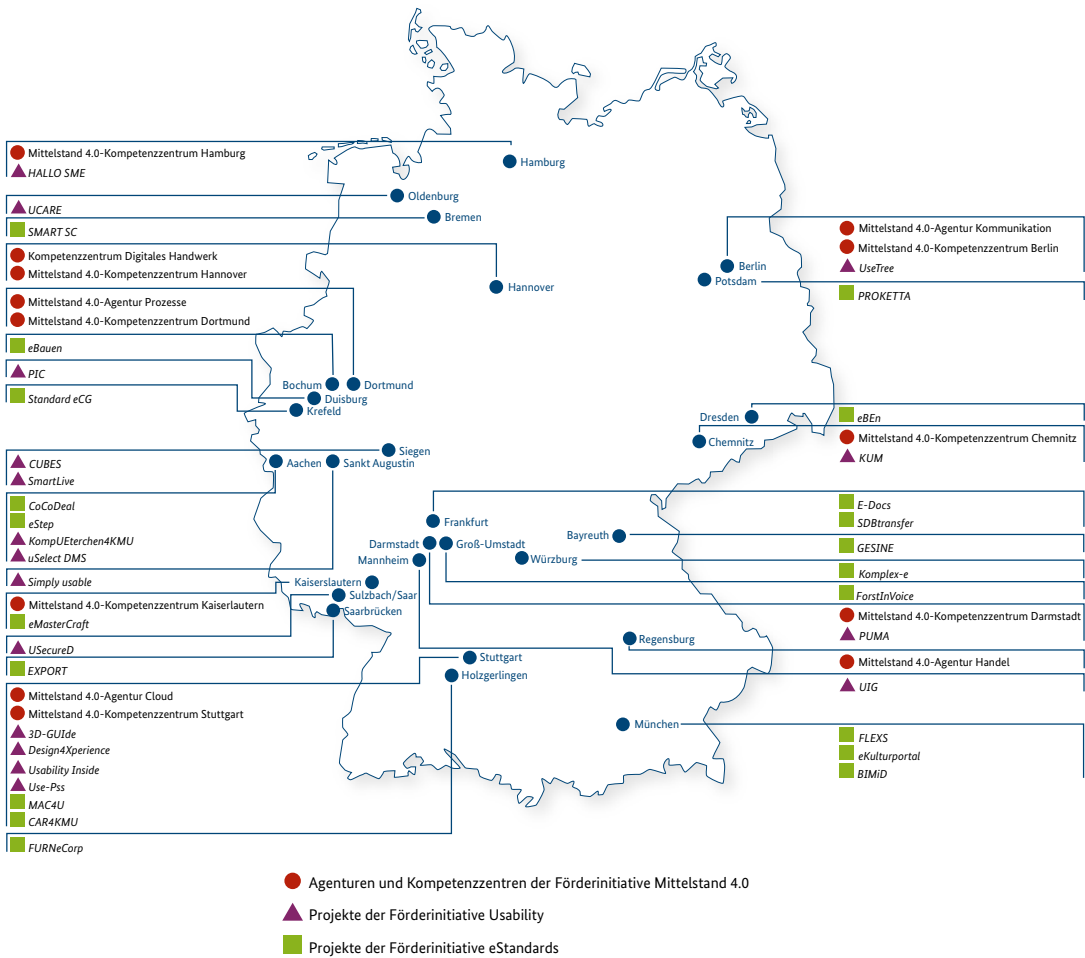 Mittelstand 4.0-Kompetenzzentrum Hamburg
HALLO SME
UCARE
SMART SC
Kompetenzzentrum Digitales Handwerk
Mittelstand 4.0-Kompetenzzentrum Hannover
Mittelstand 4.0-Agentur Prozesse
Mittelstand 4.0-Kompetenzzentrum Dortmund
eBauen
PIC
Standard eCG
CUBES
SmartLive
CoCoDeal
eStep
KompUEterchen4KMU
uSelect DMS
Simply usable
Mittelstand 4.0-Kompetenzzentrum Kaiserlautern
eMasterCraft
USecureD
EXPORT
Mittelstand 4.0-Agentur Cloud
Mittelstand 4.0-Kompetenzzentrum Stuttgart
3D-GUIde
Design4Xperience
Usability Inside
Use-Pss
MAC4U
CAR4KMU
FURNeCorp
Hamburg
Oldenburg
Bremen
Hannover
Berlin
Potsdam
Bochum
Dortmund
Duisburg
Krefeld
Dresden
Chemnitz
Siegen
Aachen
Sankt Augustin
Frankfurt
Darmstadt
Groß-Umstadt
Bayreuth
Mannheim
Würzburg
Kaiserslautern
Sulzbach/Saar
Saarbrücken
Regensburg
Stuttgart
Holzgerlingen
München
Mittelstand 4.0-Agentur Kommunikation
Mittelstand 4.0-Kompetenzzentrum Berlin
UseTree
PROKETTA
eBEn
Mittelstand 4.0-Kompetenzzentrum Chemnitz
KUM
E-Docs
SDBtransfer
GESINE
Komplex-e
ForstInVoice
Mittelstand 4.0-Kompetenzzentrum Darmstadt
PUMA
Mittelstand 4.0-Agentur Handel
UIG
FLEXS
eKulturportal
BIMiD
Agenturen und Kompetenzzentren der Förderinitiative Mittelstand 4.0
Projekte der Förderinitiative Usability
Projekte der Förderinitiative eStandards